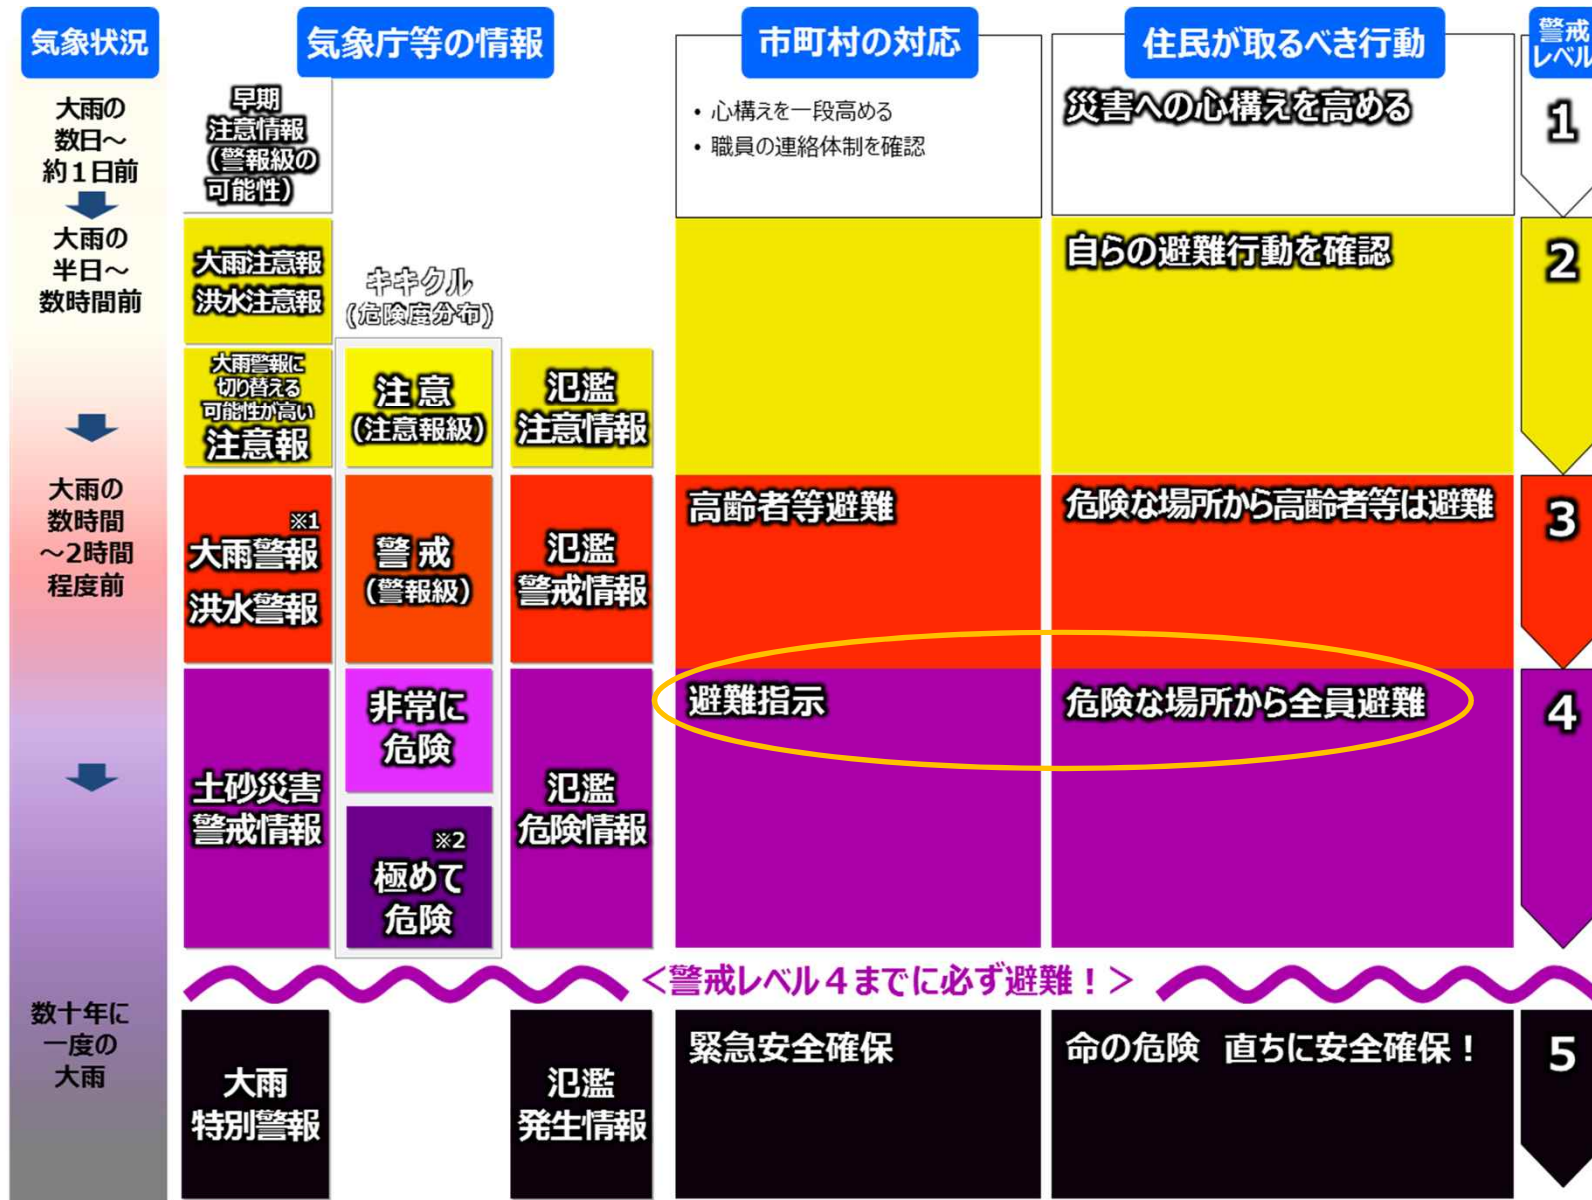 気象状況
気象庁等の情報
市町村の対応
住民が取るべき行動
警戒
レベル
大雨の
数日～
約１日前
早期
注意情報
（警報級の
可能性）
• 心構えを一段高める
• 職員の連絡体制を確認
災害への心構えを高める
1
大雨の
半日～
数時間前
大雨注意報
洪水注意報
キキクル
(危険度分布)
自らの避難行動を確認
2
大雨警報に
切り替える
可能性が高い
注意報
注意
（注意報級）
氾濫
注意情報
大雨の
数時間
～2時間
程度前
※1
大雨警報
洪水警報
警戒
（警報級）
氾濫
警戒情報
高齢者等避難
危険な場所から高齢者等は避難
3
土砂災害
警戒情報
非常に
危険
※2
極めて
危険
氾濫
危険情報
避難指示
危険な場所から全員避難
4
＜警戒レベル４までに必ず避難！＞
数十年に
一度の
大雨
大雨
特別警報
氾濫
発生情報
緊急安全確保
命の危険 直ちに安全確保！
5